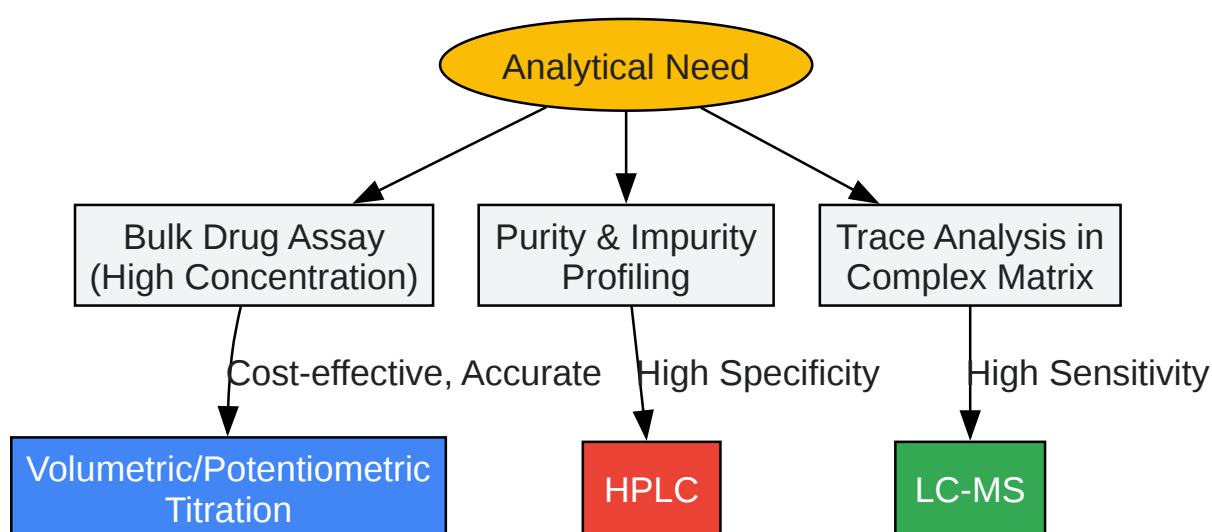 Analytical Need
Bulk Drug Assay
(High Concentration)
Purity & Impurity
Profiling
Trace Analysis in
Complex Matrix
Cost-effective, Accurate
High Specificity
High Sensitivity
Volumetric/Potentiometric
Titration
HPLC
LC-MS